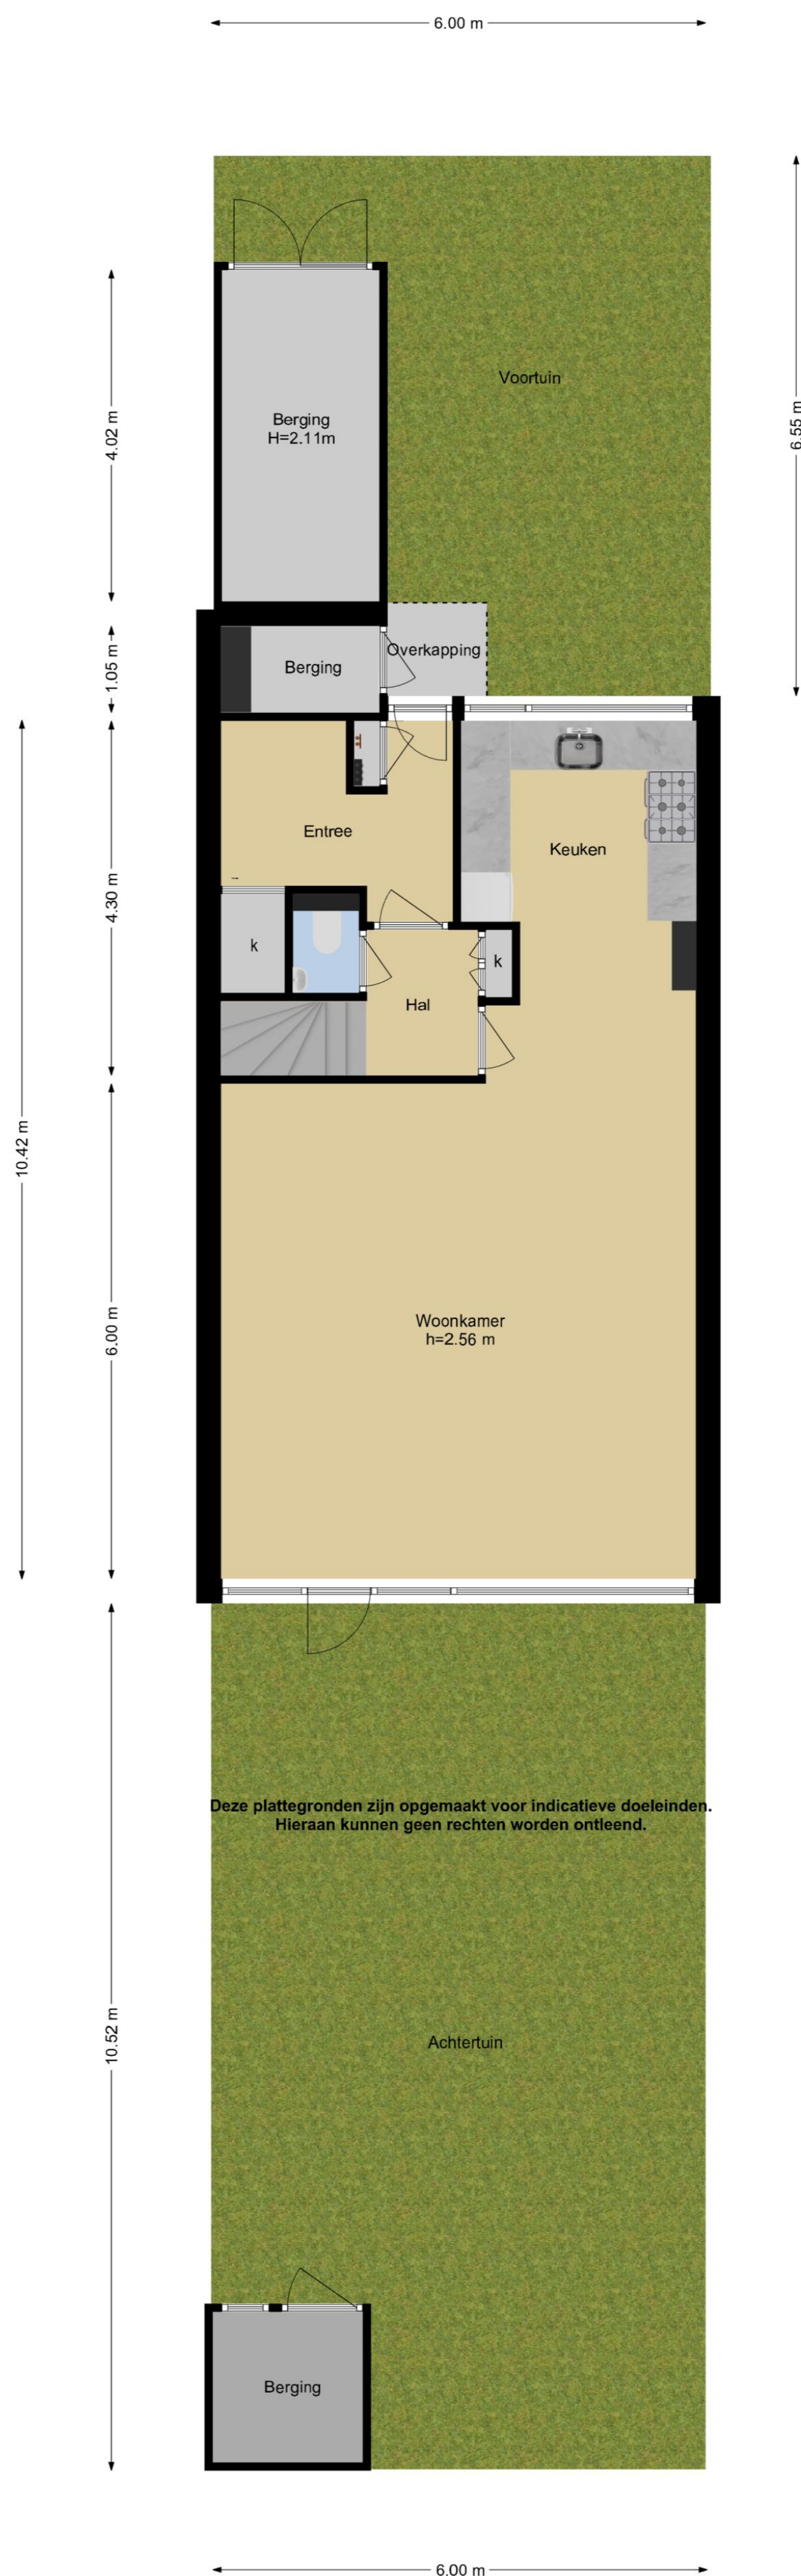 6.00 m
Voortuin
6.55 m
Berging
H=2.11m
4.02 m
Overkapping
Berging
1.05 m
Entree
Keuken
4.30 m
k
k
Hal
10.42 m
Woonkamer
h=2.56 m
6.00 m
Deze plattegronden zijn opgemaakt voor indicatieve doeleinden.
Hieraan kunnen geen rechten worden ontleend.
10.52 m
Achtertuin
Berging
6.00 m